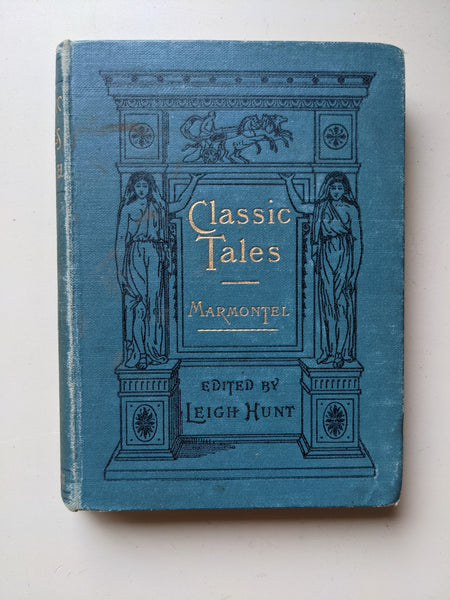 Classic
Tales
MARMONTEL
EDITED BY
LEIGH HUNT